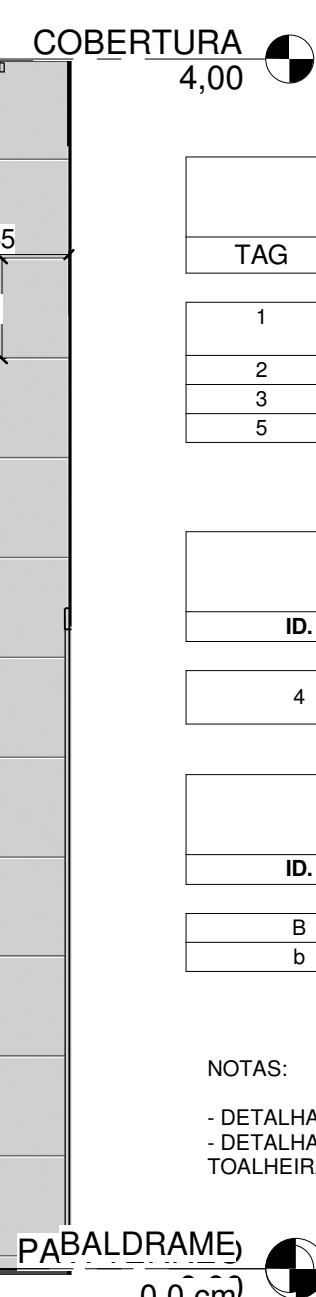 COBERTURA
4,00
5
TAG
1
2
3
5
ID.
4
ID.
B
b
NOTAS:
- DETALHA
- DETALHA
TOALHEIR
BALDRAME